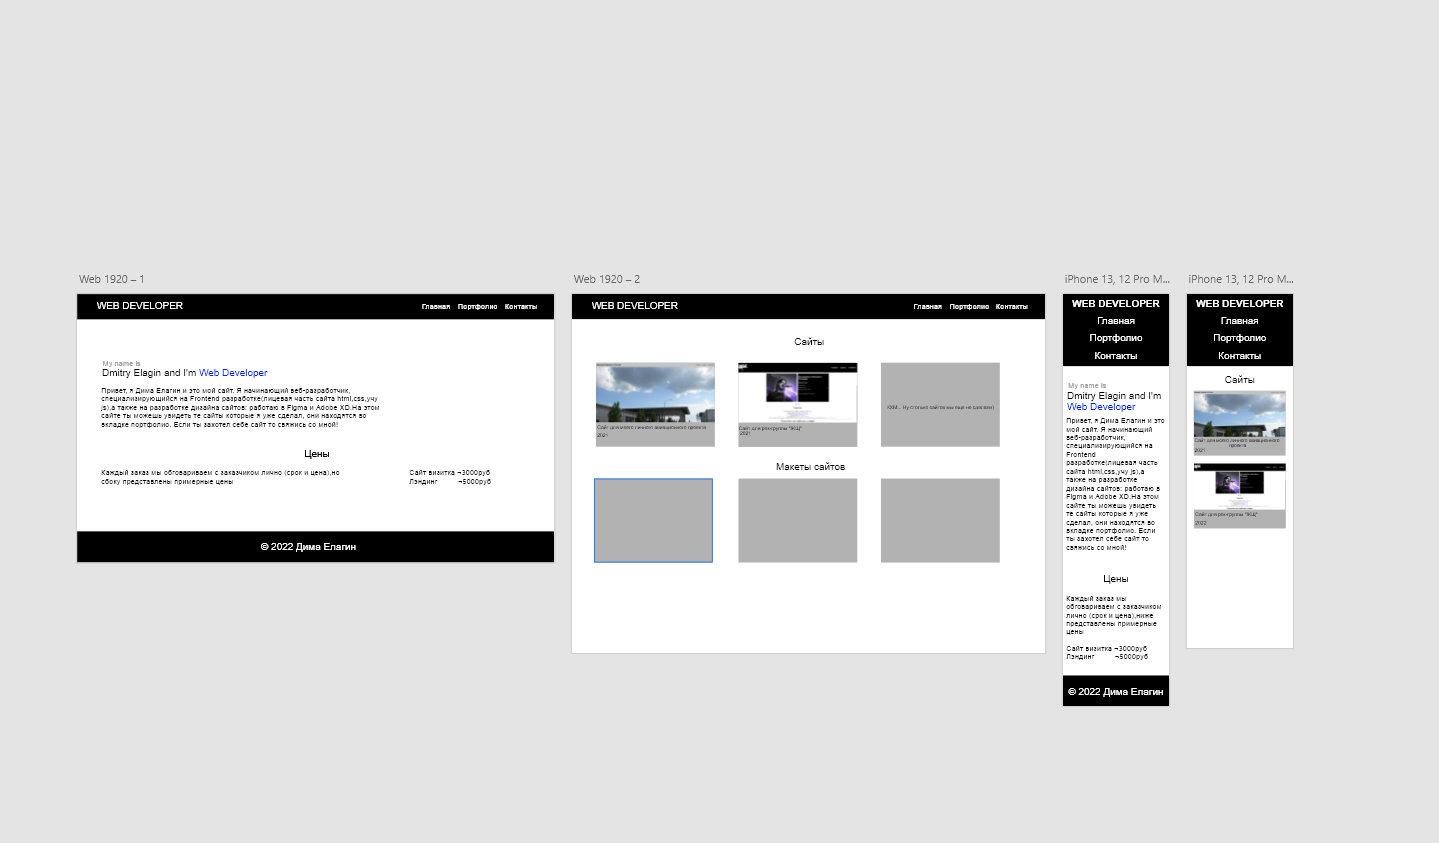 Web 1920 – 1
WEB DEVELOPER
Главная Портфолио Контакты
My name is
Dmitry Elagin and I'm Web Developer
Привет, я Дима Елагин и это мой сайт. Я начинающий веб-разработчик,
специализирующийся на Frontend разработке(лицевая часть сайта html,css,учу
js),а также на разработке дизайна сайтов: работаю в Figma и Adobe XD.На этом
сайте ты можешь увидеть те сайты которые я уже сделал, они находятся во
вкладке портфолио. Если ты захотел себе сайт то свяжись со мной!
Цены
Каждый заказ мы обговариваем с заказчиком лично (срок и цена),но
сбоку представлены примерные цены
Сайт визитка ¬3000руб
Лэндинг ¬5000руб
© 2022 Дима Елагин
Web 1920 – 2
WEB DEVELOPER
Главная Портфолио Контакты
Сайты
Сайт для моего личного авиационного проекта
2021
Сайт для рок-группы "ЯСЦ"
2021
ХХМ... Ну столько сайтов мы ещё не сделали)
Макеты сайтов
iPhone 13, 12 Pro M...
WEB DEVELOPER
Главная
Портфолио
Контакты
My name is
Dmitry Elagin and I'm
Web Developer
Привет, я Дима Елагин и это
мой сайт. Я начинающий
веб-разработчик,
специализирующийся на
Frontend
разработке(лицевая часть
сайта html,css,учу js),а
также на разработке
дизайна сайтов: работаю в
Figma и Adobe XD.На этом
сайте ты можешь увидеть
те сайты которые я уже
сделал, они находятся во
вкладке портфолио. Если
ты захотел себе сайт то
свяжись со мной!
Цены
Каждый заказ мы
обговариваем с заказчиком
лично (срок и цена),ниже
представлены примерные
цены
Сайт визитка ¬3000руб
Лэндинг ¬5000руб
© 2022 Дима Елагин
iPhone 13, 12 Pro M...
WEB DEVELOPER
Главная
Портфолио
Контакты
Сайты
Сайт для моего личного авиационного
проекта
2021
Сайт для рок-группы "ЯСЦ"
2022